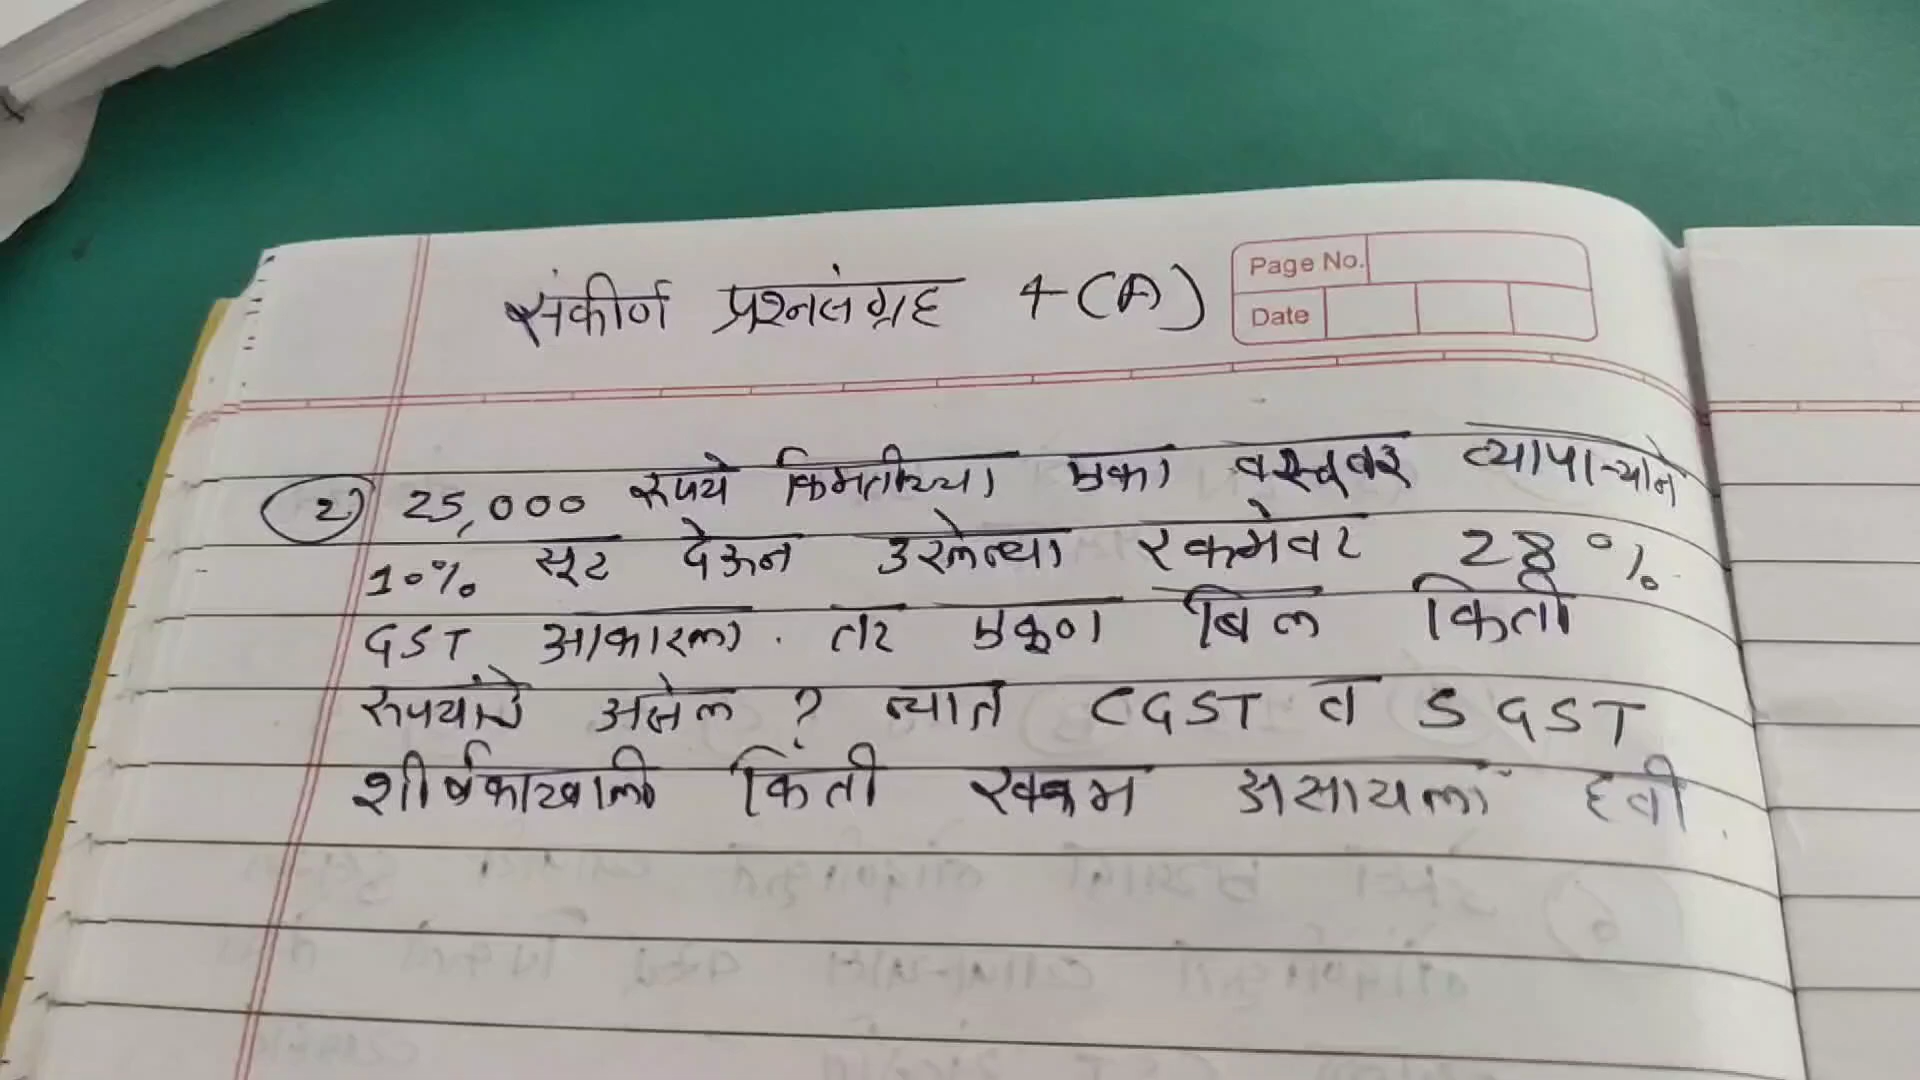 संकीर्ण प्रश्नसंग्रह 4 (A)
Page No.
Date
2) 25,000 रुपये किमतीच्या एका वस्तूवर व्यापाऱ्याने
10% सूट देऊन उरलेल्या रकमेवर 28%
GST आकारला. तर एकूण बिल किती
रुपयांचे असेल ? त्यात CGST व SGST
शीर्षकाखाली किती रक्कम असायला हवी.